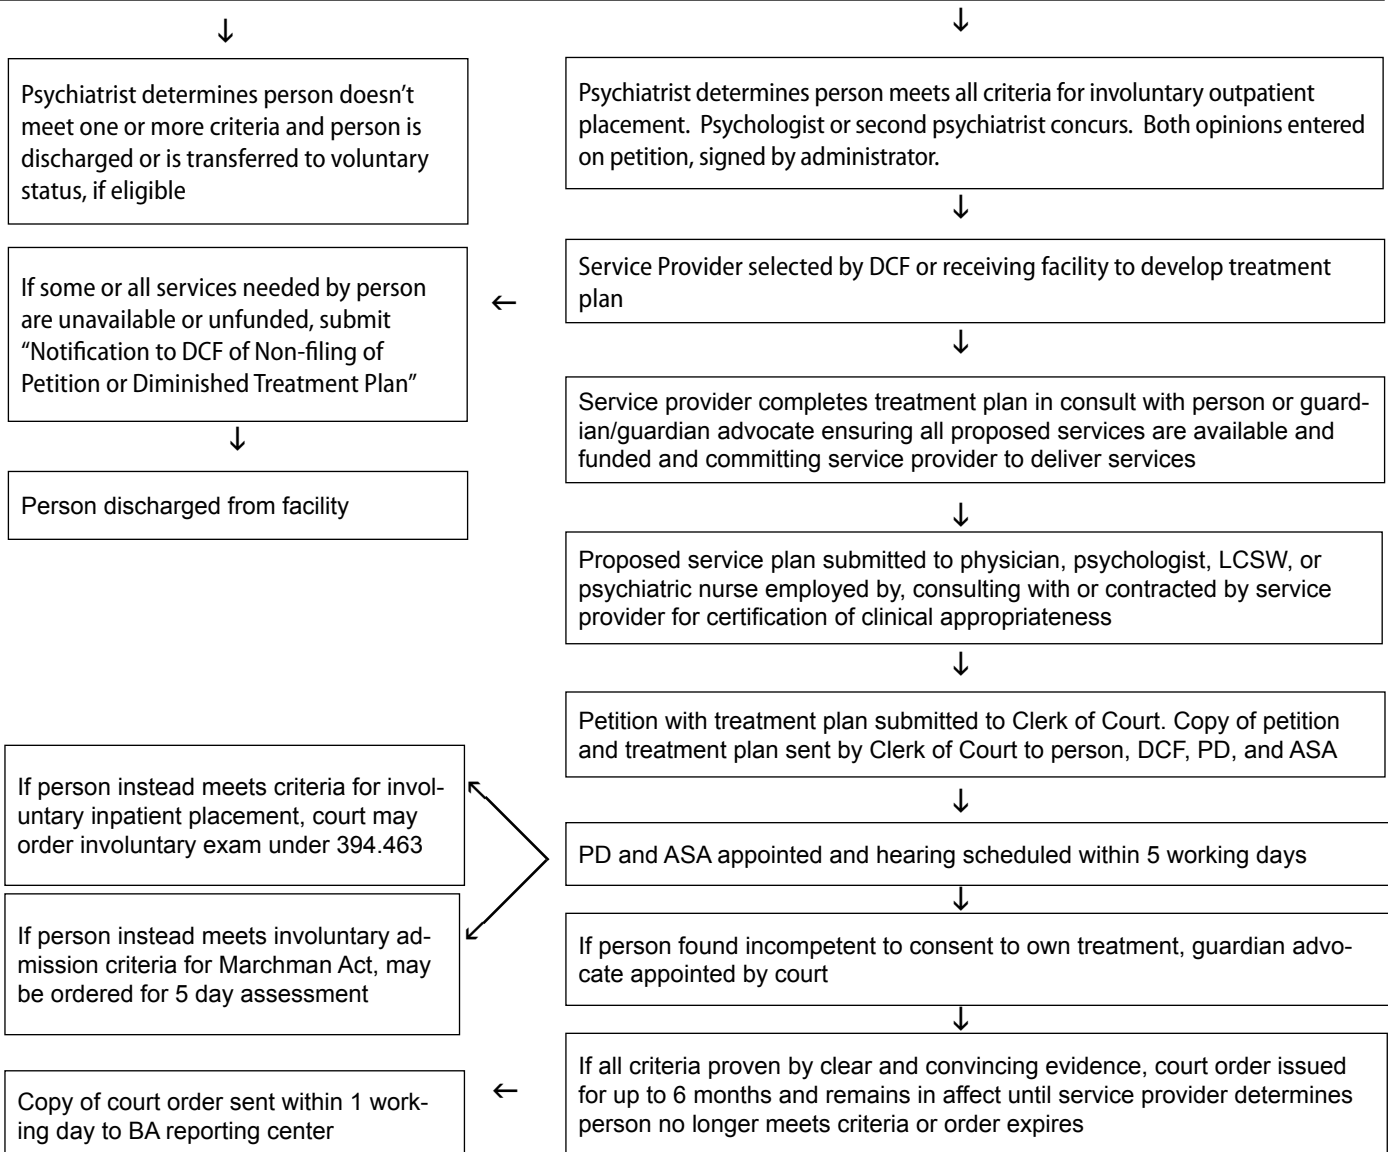 Psychiatrist determines person doesn't
meet one or more criteria and person is
discharged or is transferred to voluntary
status, if eligible
Psychiatrist determines person meets all criteria for involuntary outpatient
placement. Psychologist or second psychiatrist concurs. Both opinions entered
on petition, signed by administrator.
Service Provider selected by DCF or receiving facility to develop treatment
plan
If some or all services needed by person
are unavailable or unfunded, submit
“Notification to DCF of Non-filing of
Petition or Diminished Treatment Plan”
Person discharged from facility
Service provider completes treatment plan in consult with person or guard-
ian/guardian advocate ensuring all proposed services are available and
funded and committing service provider to deliver services
Proposed service plan submitted to physician, psychologist, LCSW, or
psychiatric nurse employed by, consulting with or contracted by service
provider for certification of clinical appropriateness
Petition with treatment plan submitted to Clerk of Court. Copy of petition
and treatment plan sent by Clerk of Court to person, DCF, PD, and ASA
PD and ASA appointed and hearing scheduled within 5 working days
If person instead meets criteria for invol-
untary inpatient placement, court may
order involuntary exam under 394.463
If person instead meets involuntary ad-
mission criteria for Marchman Act, may
be ordered for 5 day assessment
If person found incompetent to consent to own treatment, guardian advo-
cate appointed by court
If all criteria proven by clear and convincing evidence, court order issued
for up to 6 months and remains in affect until service provider determines
person no longer meets criteria or order expires
Copy of court order sent within 1 work-
ing day to BA reporting center